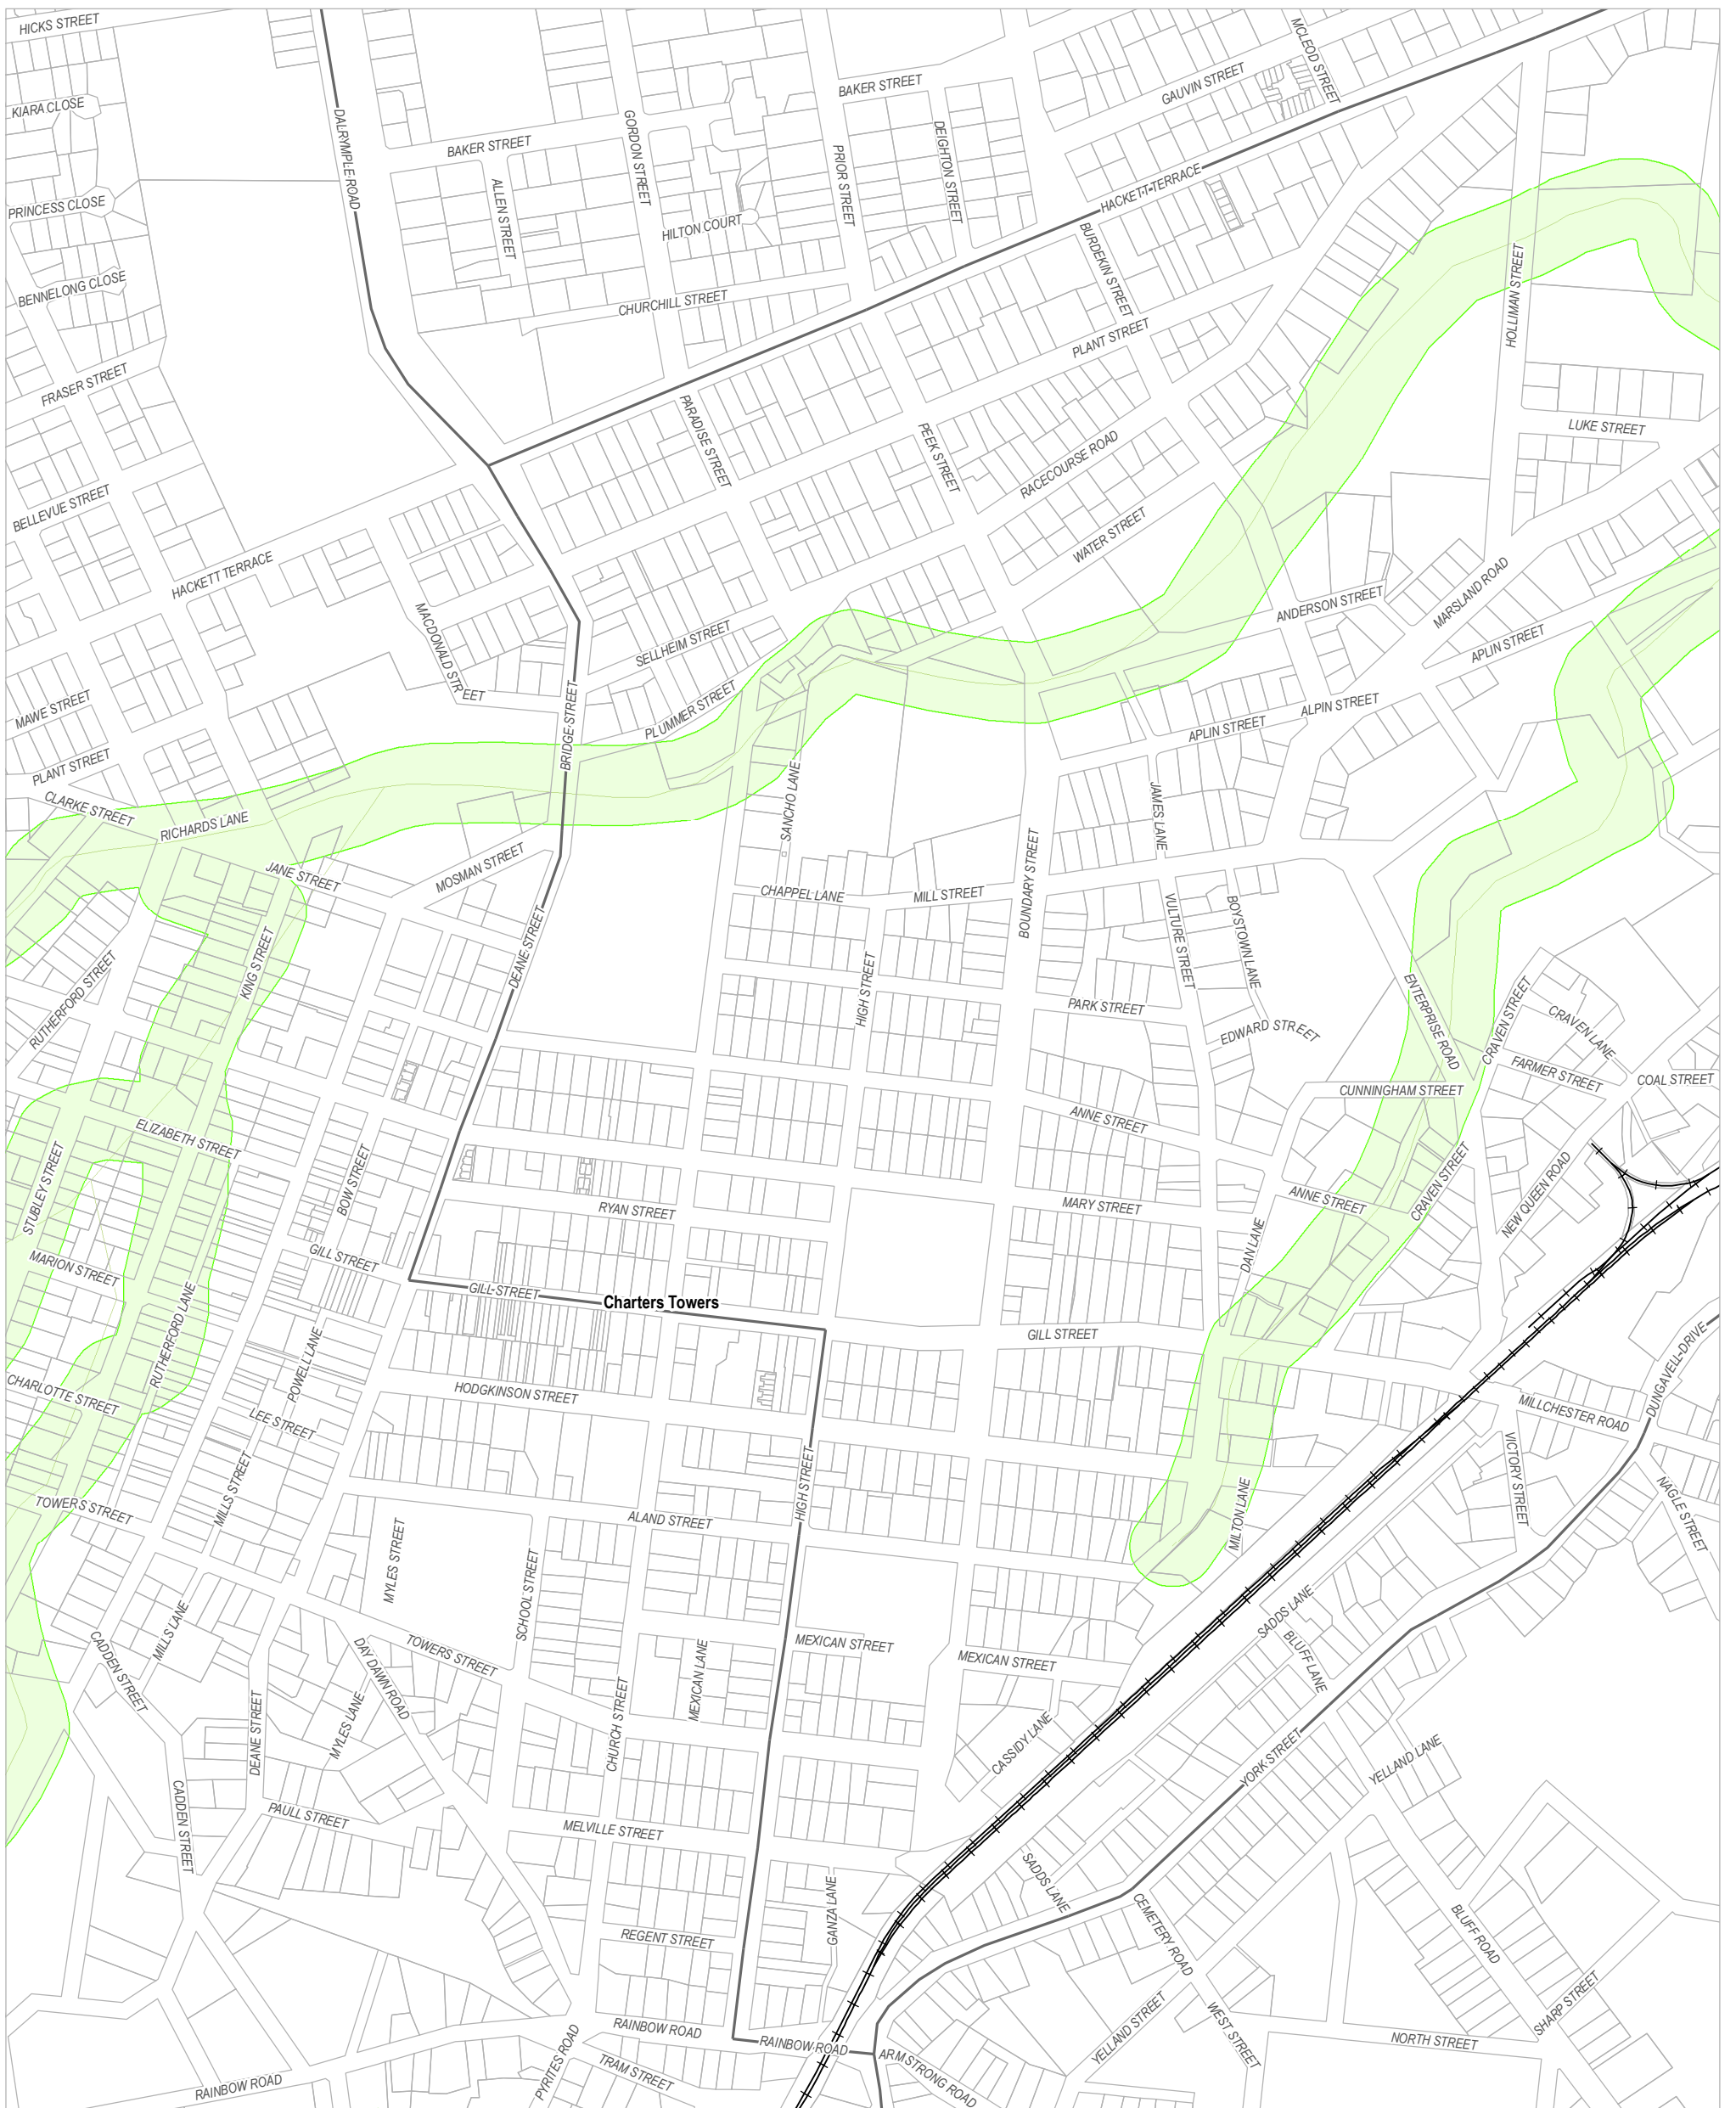 HICKS STREET
MCLEOD STREET
GAUVIN STREET
BAKER STREET
KIARA CLOSE
DALRYMPLE ROAD
GORDON STREET
BAKER STREET
PRIOR STREET
DEIGHTON STREET
ALLEN STREET
HACKETT TERRACE
PRINCESS CLOSE
HILTON COURT
BURDEKIN STREET
BENNELONG CLOSE
CHURCHILL STREET
HOLLIMAN STREET
PLANT STREET
FRASER STREET
PARADISE STREET
PEEK STREET
RACECOURSE ROAD
LUKE STREET
BELLEVUE STREET
WATER STREET
HACKETT TERRACE
MARSLAND ROAD
ANDERSON STREET
MACDONALD STREET
SELLHEIM STREET
APLIN STREET
MAWE STREET
PLUMMER STREET
BRIDGE STREET
ALPIN STREET
APLIN STREET
PLANT STREET
CLARKE STREET
RICHARDS LANE
SANCHO LANE
JAMES LANE
JANE STREET
MOSMAN STREET
CHAPPEL LANE
MILL STREET
BOUNDARY STREET
VULTURE STREET
BOYSTOWN LANE
DEANE STREET
KING STREET
RUTHERFORD STREET
HIGH STREET
PARK STREET
EDWARD STREET
ENTERPRISE ROAD
CRAVEN STREET
CRAVEN LANE
FARMER STREET
COAL STREET
CUNNINGHAM STREET
ANNE STREET
ELIZABETH STREET
STUBLEY STREET
BOW STREET
RYAN STREET
MARY STREET
ANNE STREET
CRAVEN STREET
NEW QUEEN ROAD
DAN LANE
MARION STREET
GILL STREET
GILL STREET
Charters Towers
RUTHERFORD LANE
GILL STREET
POWELL LANE
DUNGAVELL DRIVE
CHARLOTTE STREET
HODGKINSON STREET
LEE STREET
MILLCHESTER ROAD
VICTORY STREET
MILLS STREET
HIGH STREET
NAGLE STREET
TOWERS STREET
ALAND STREET
MILTON LANE
MYLES STREET
SCHOOL STREET
SADDS LANE
MILLS LANE
CADDEN STREET
TOWERS STREET
DAY DAWN ROAD
MEXICAN STREET
MEXICAN STREET
MEXICAN LANE
BLUFF LANE
DEANE STREET
MYLES LANE
CHURCH STREET
CASSIDY LANE
YORK STREET
YELLAND LANE
CADDEN STREET
PAULL STREET
MELVILLE STREET
SADDS LANE
GANZA LANE
CEMETERY ROAD
BLUFF ROAD
REGENT STREET
SHARP STREET
RAINBOW ROAD
RAINBOW ROAD
YELLAND STREET
WEST STREET
NORTH STREET
PYRITES ROAD
TRAM STREET
ARMSTRONG ROAD
RAINBOW ROAD